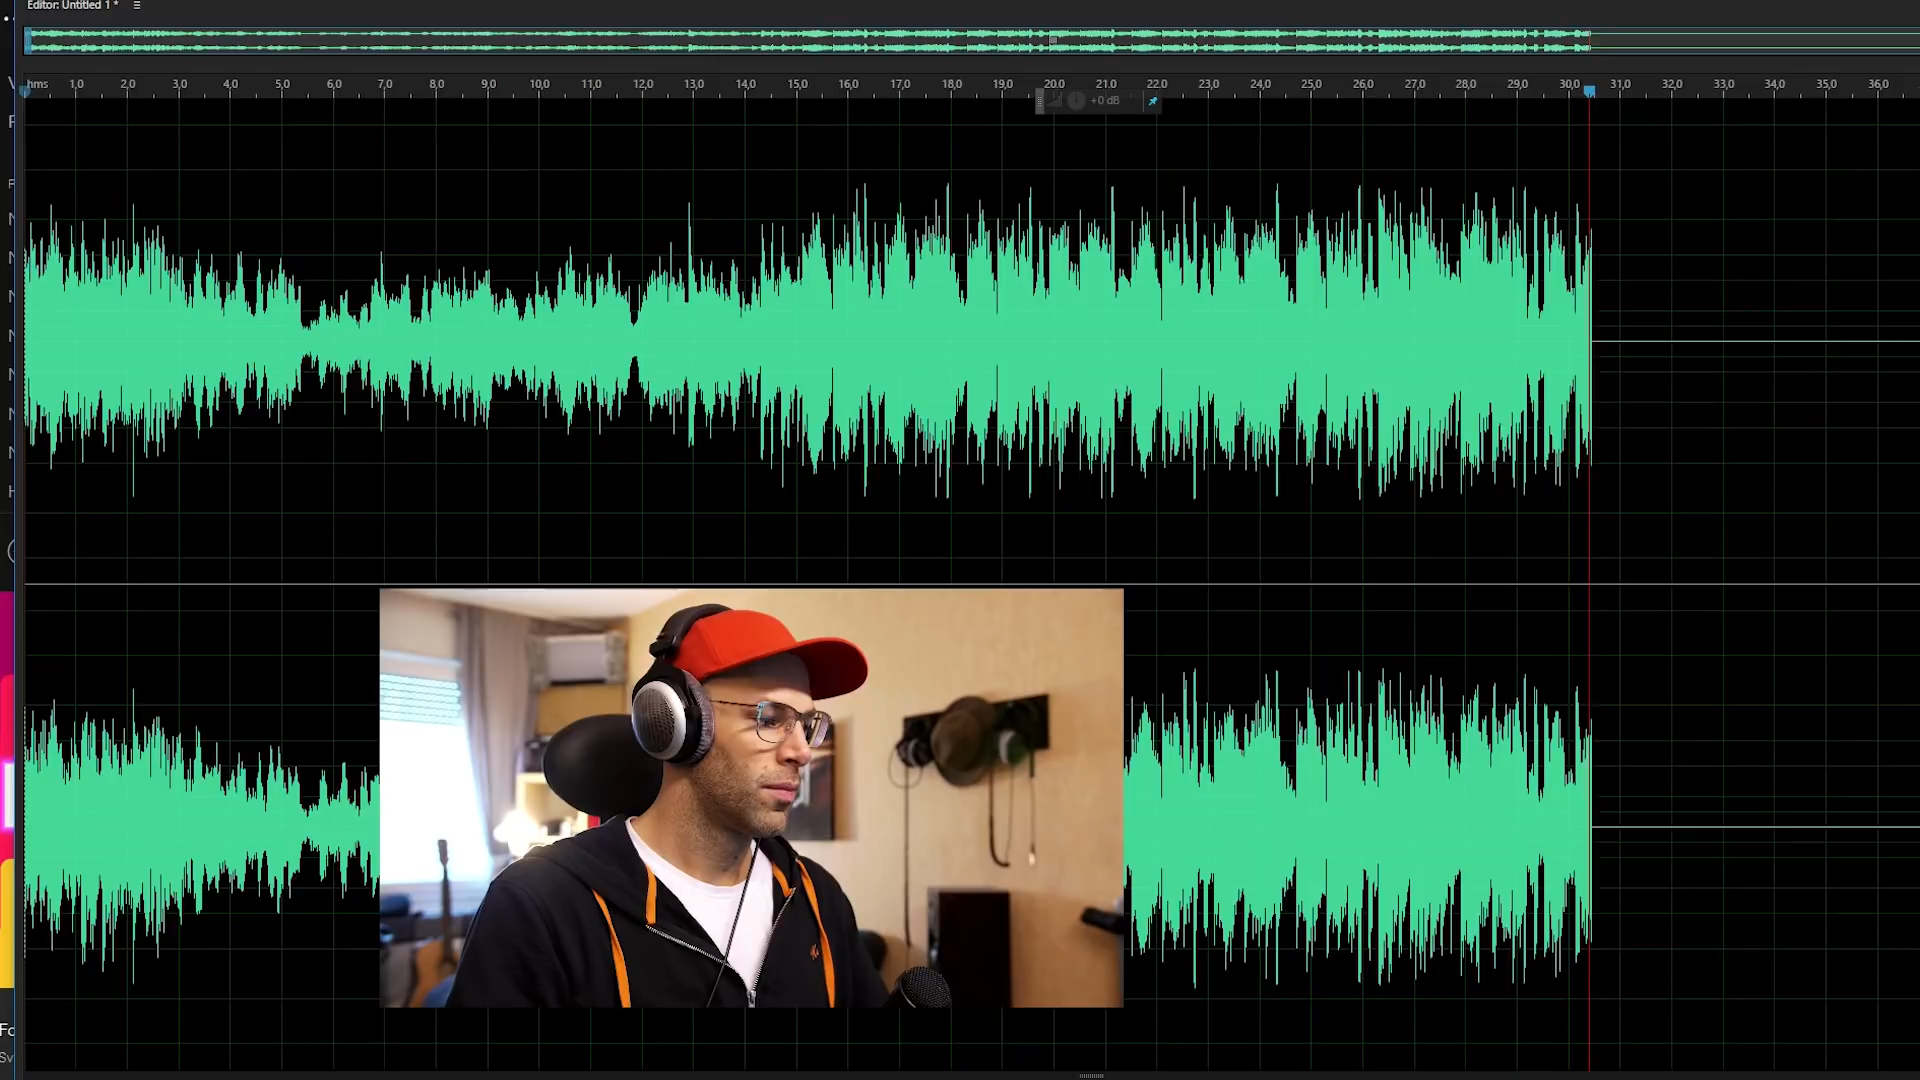 Editor: Untitled 1 *
hms 1,0 2,0 3,0 4,0 5,0 6,0 7,0 8,0 9,0 10,0 11,0 12,0 13,0 14,0 15,0 16,0 17,0 18,0 19,0 20,0 21,0 22,0 23,0 24,0 25,0 26,0 27,0 28,0 29,0 30,0 31,0 32,0 33,0 34,0 35,0 36,0
+0 dB
Fo
Sv